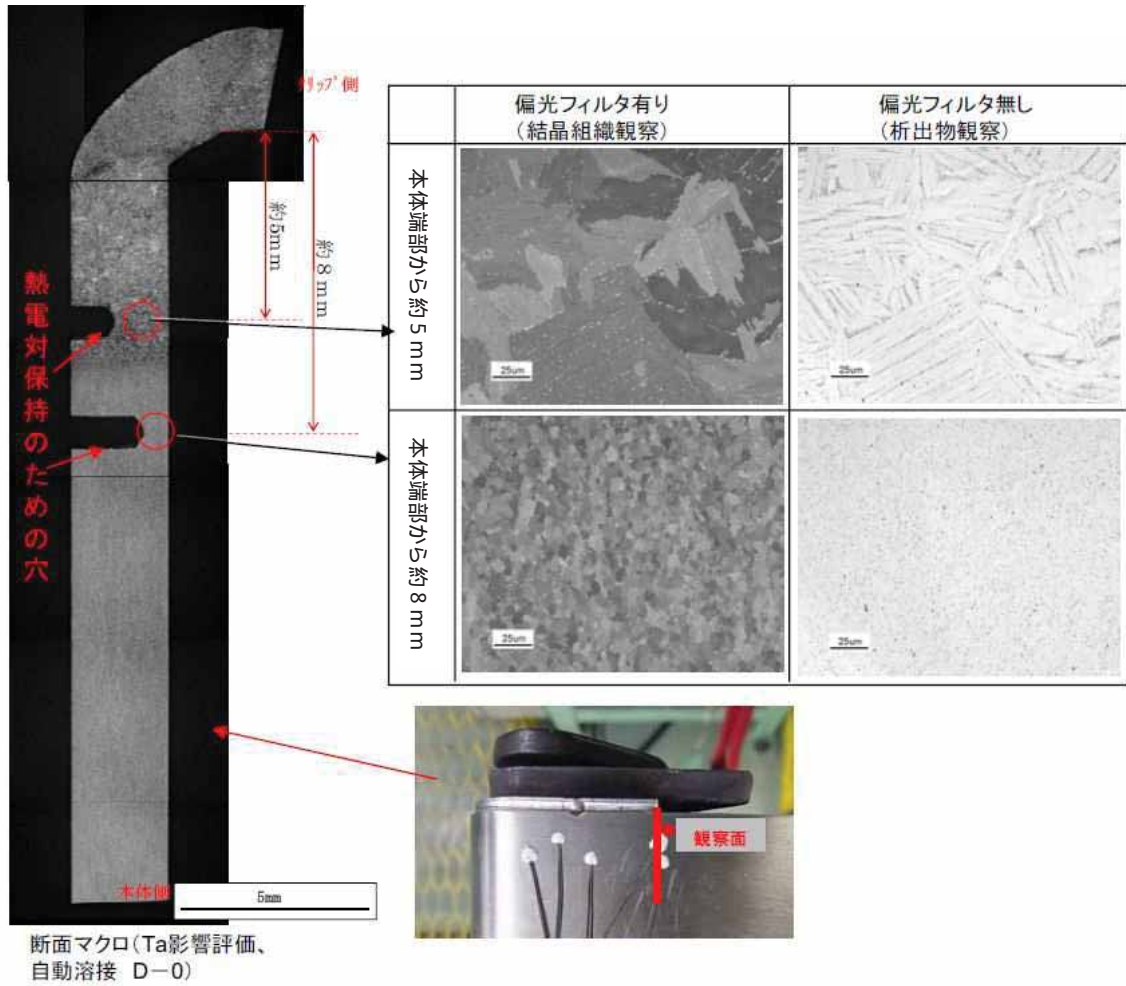 クリップ側
約5mm
約8mm
熱電対保持のための穴
本体側
5mm
断面マクロ(Ta影響評価、
自動溶接 D-0)
偏光フィルタ有り
(結晶組織観察)
偏光フィルタ無し
(析出物観察)
本体端部から約5mm
25um
25um
本体端部から約8mm
25um
25um
観察面